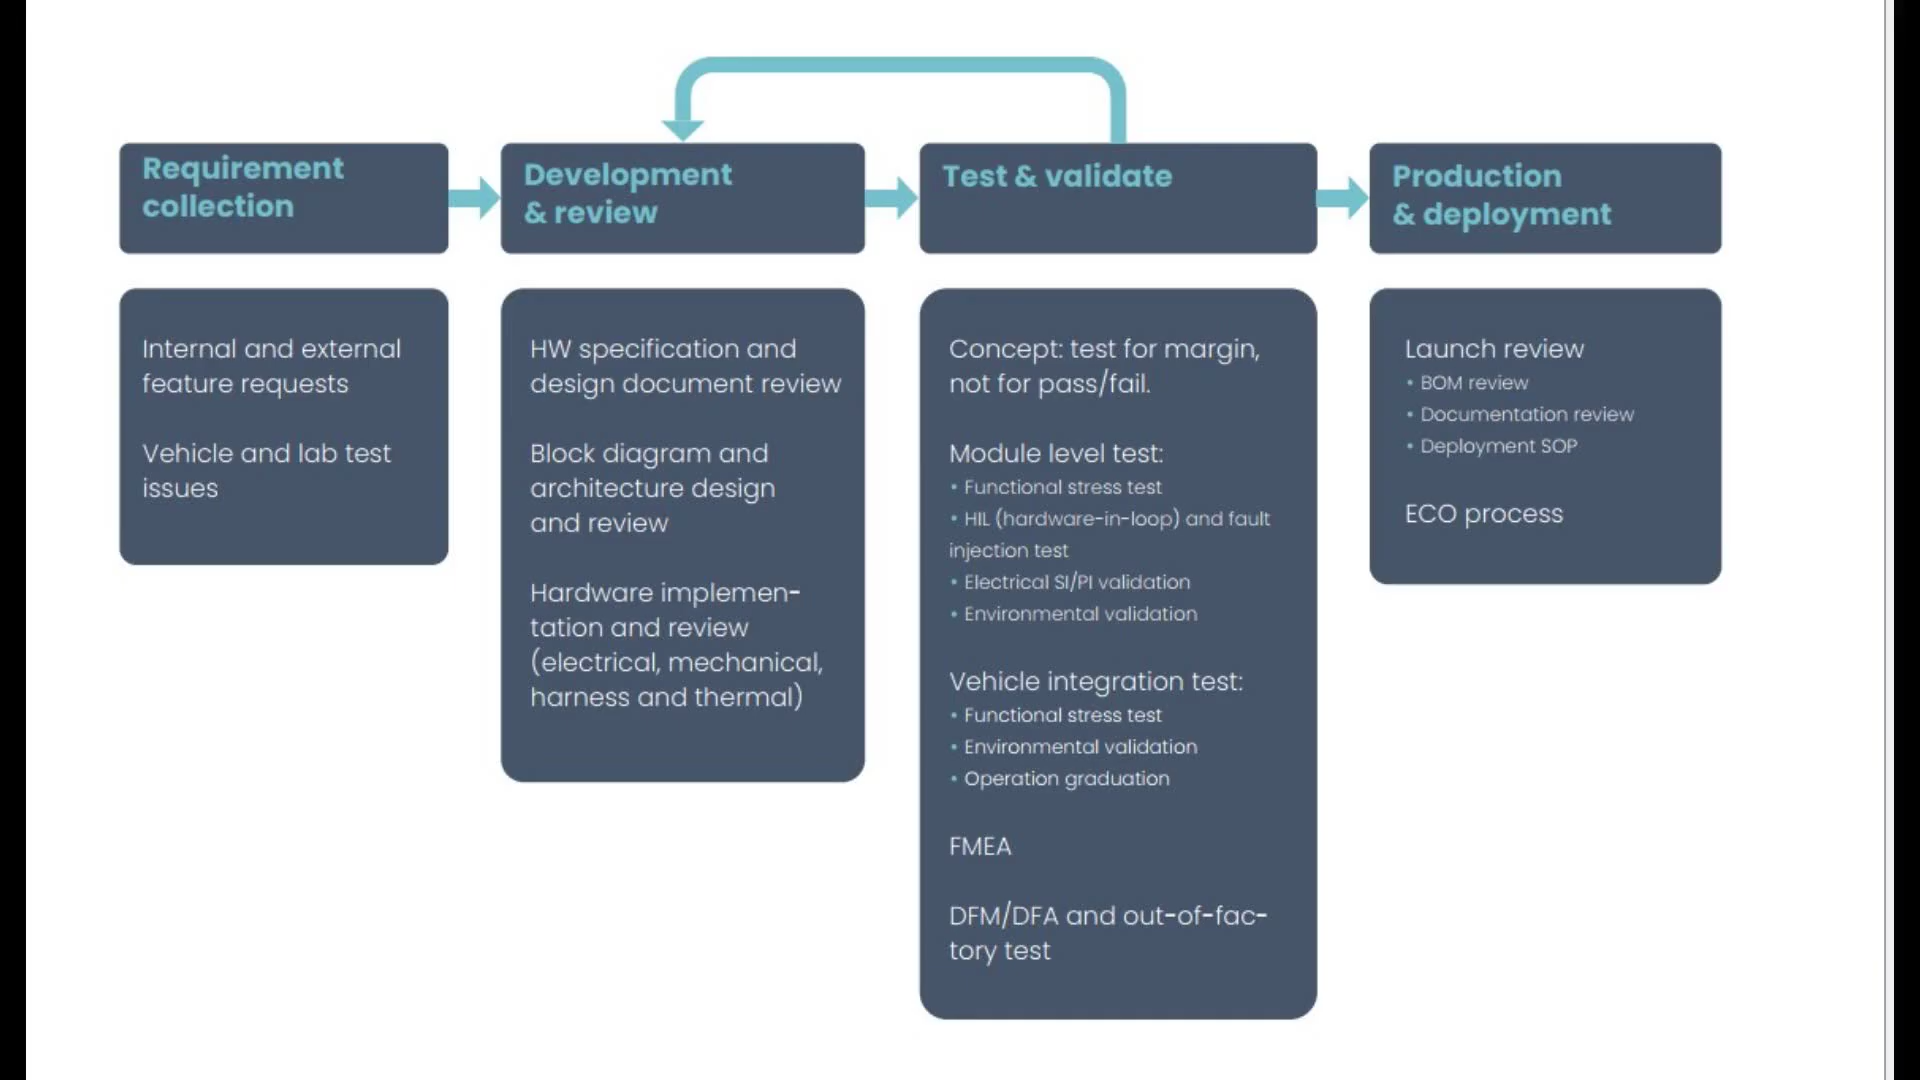 Requirement
collection
Development
& review
Test & validate
Production
& deployment
Internal and external
feature requests
Vehicle and lab test
issues
HW specification and
design document review
Block diagram and
architecture design
and review
Hardware implemen-
tation and review
(electrical, mechanical,
harness and thermal)
Concept: test for margin,
not for pass/fail.
Module level test:
• Functional stress test
• HIL (hardware-in-loop) and fault
injection test
• Electrical SI/PI validation
• Environmental validation
Vehicle integration test:
• Functional stress test
• Environmental validation
• Operation graduation
FMEA
DFM/DFA and out-of-fac-
tory test
Launch review
• BOM review
• Documentation review
• Deployment SOP
ECO process